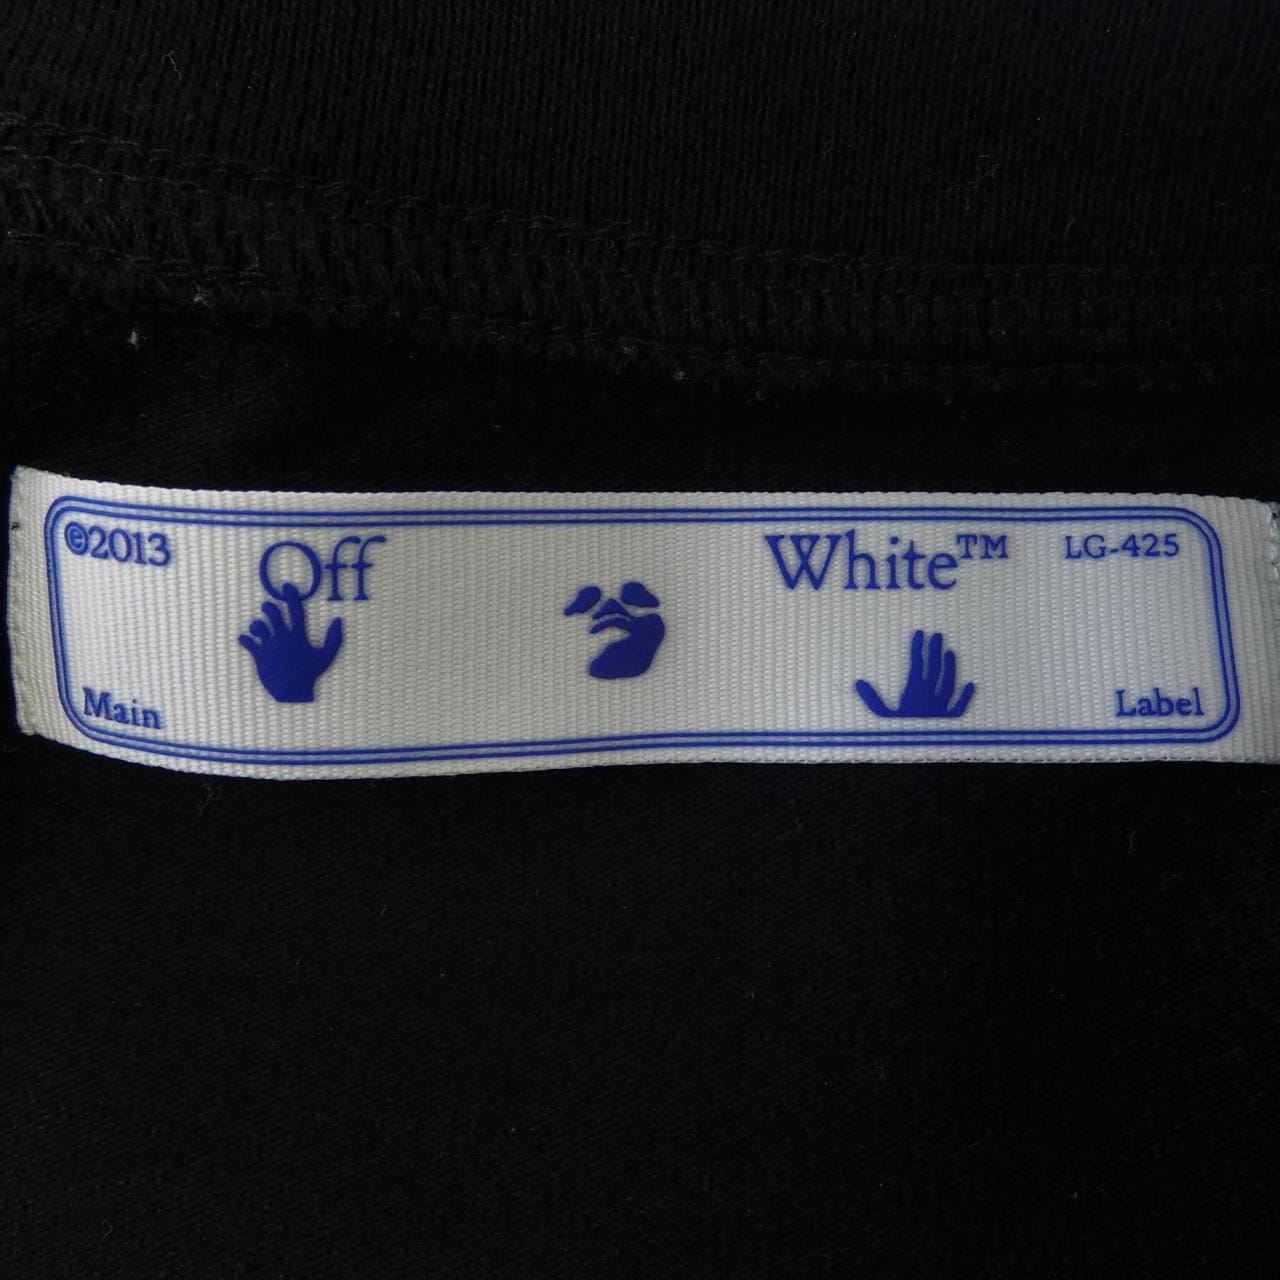 ©2013 Off White™ LG-425
Main Label